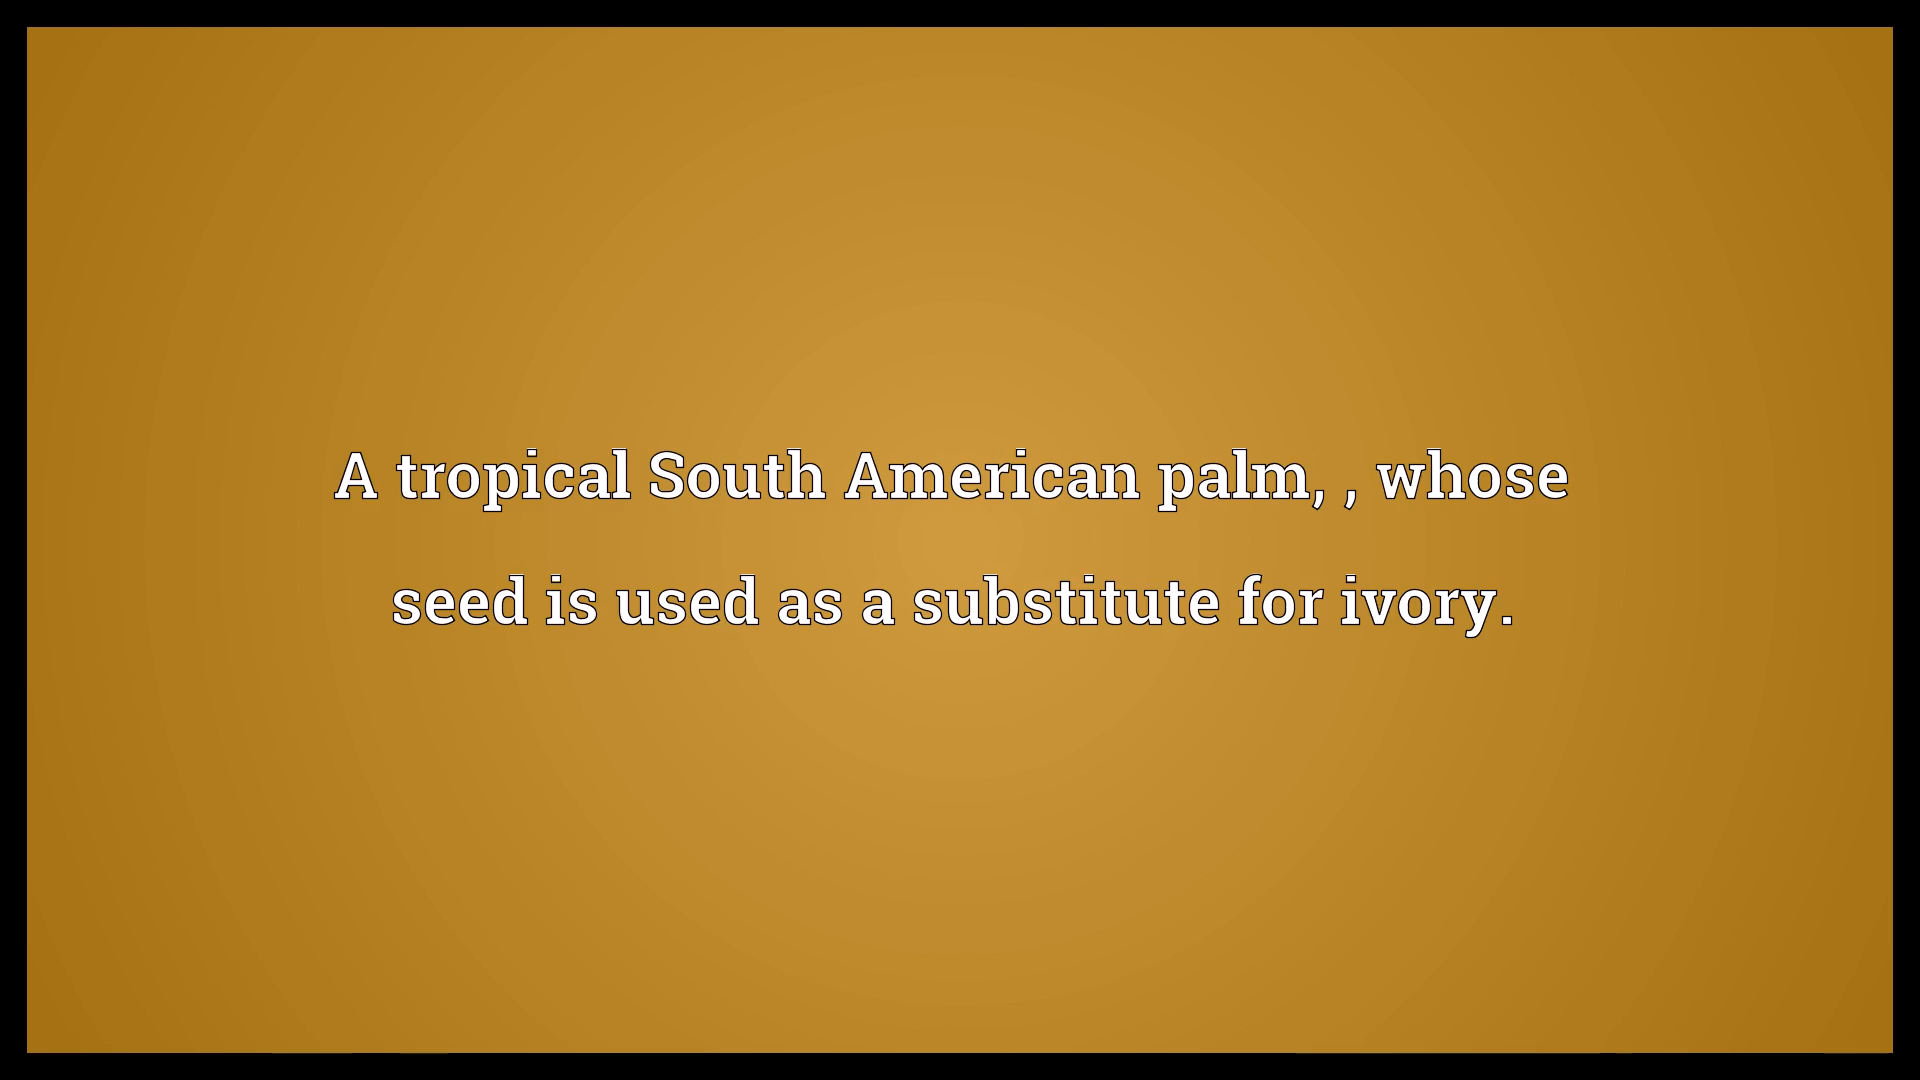 A tropical South American palm, , whose
seed is used as a substitute for ivory.